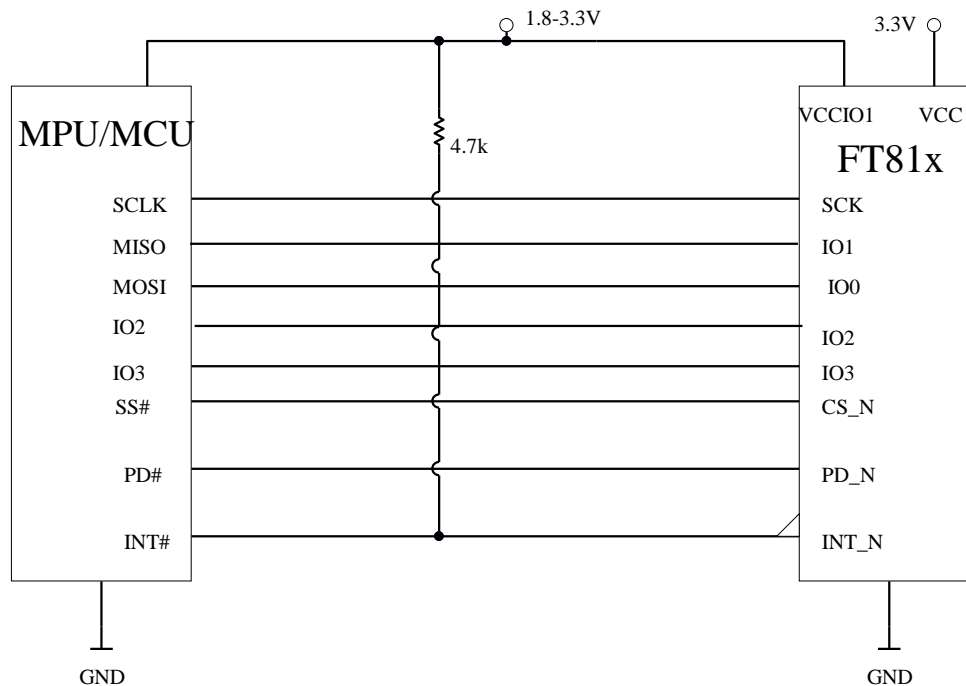 1.8-3.3V
3.3V
MPU/MCU
VCCIO1 VCC
4.7k
FT81x
SCLK
SCK
MISO
IO1
MOSI
IO0
IO2
IO2
IO3
IO3
SS#
CS_N
PD#
PD_N
INT#
INT_N
GND
GND